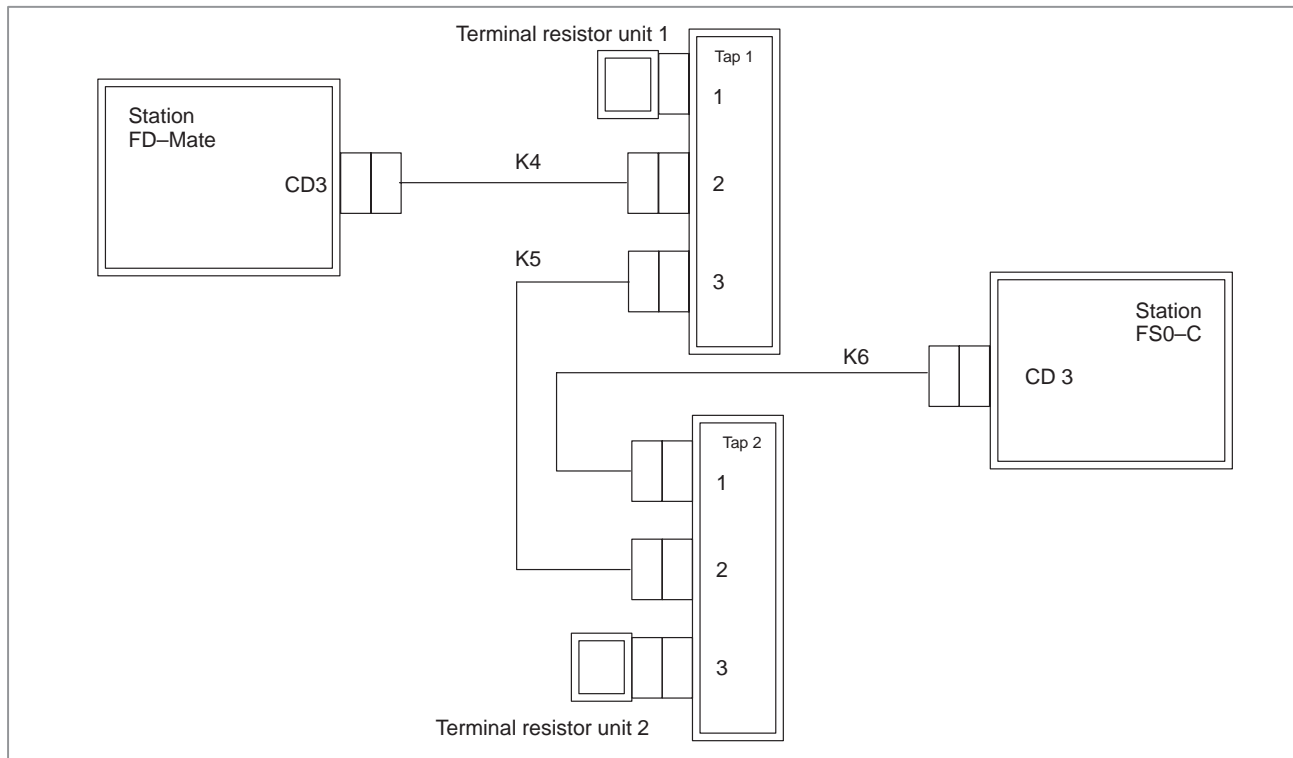 Terminal resistor unit 1
Tap 1
1
Station
FD–Mate
CD3
K4
2
K5
3
Station
FS0–C
K6
CD 3
Tap 2
1
2
3
Terminal resistor unit 2